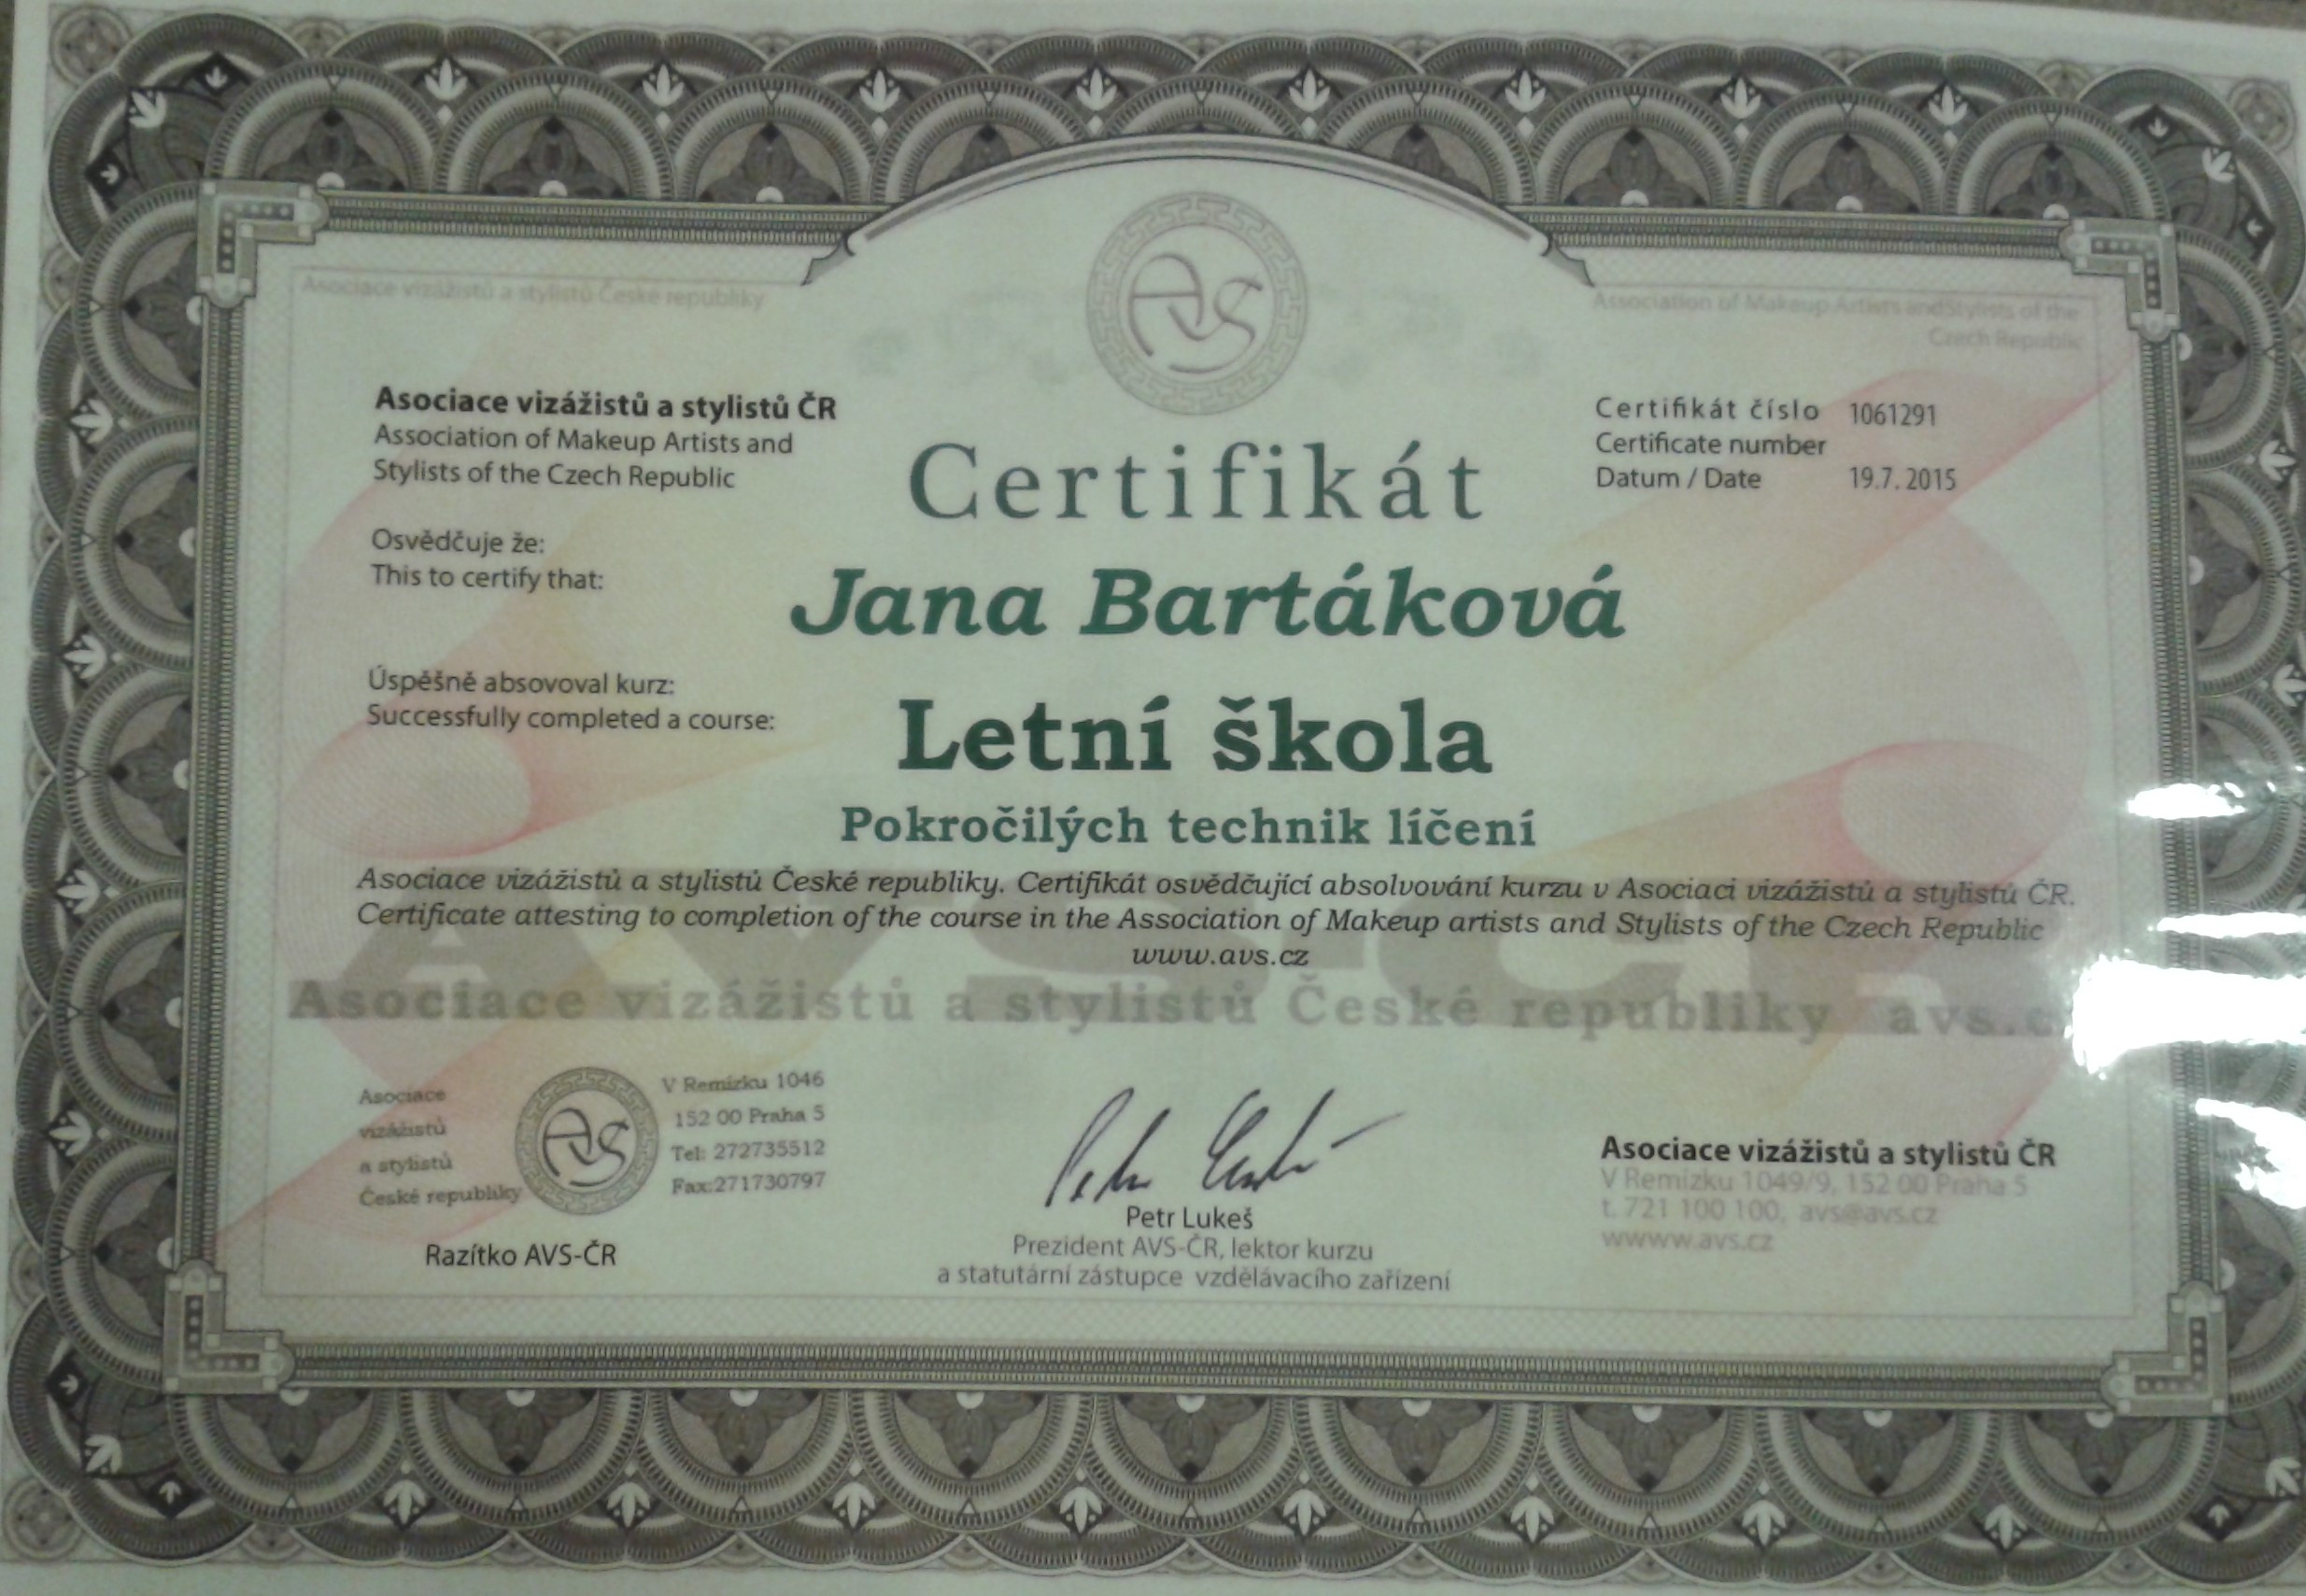 Asociace vizážistů a stylistů České republiky
Association of Makeup Artists andStylists of the
Czech Republic
AVS
Asociace vizážistů a stylistů ČR
Association of Makeup Artists and
Stylists of the Czech Republic
Certifikát číslo 1061291
Certificate number
Datum / Date 19.7. 2015
Certifikát
Osvědčuje že:
This to certify that:
Jana Bartáková
Úspěšně absovoval kurz:
Successfully completed a course:
Letní škola
Pokročilých technik líčení
Asociace vizážistů a stylistů České republiky. Certifikát osvědčující absolvování kurzu v Asociaci vizážistů a stylistů ČR.
Certificate attesting to completion of the course in the Association of Makeup artists and Stylists of the Czech Republic
www.avs.cz
AVS-ČR
Asociace vizážistů a stylistů České republiky avs.c
Asociace
vizážistů
a stylistů
České republiky
AVS
V Remízku 1046
152 00 Praha 5
Tel: 272735512
Fax:271730797
Razítko AVS-ČR
Petr Lukeš
Prezident AVS-ČR, lektor kurzu
a statutární zástupce vzdělávacího zařízení
Asociace vizážistů a stylistů ČR
V Remízku 1049/9, 152 00 Praha 5
t. 721 100 100, avs@avs.cz
wwww.avs.cz